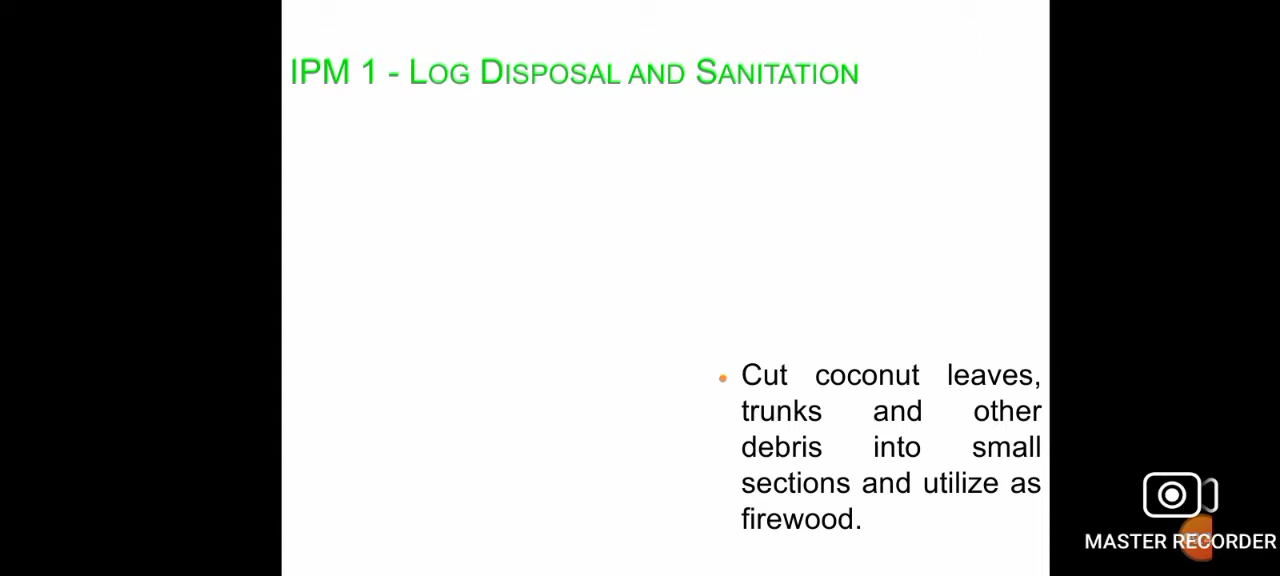 IPM 1 - LOG DISPOSAL AND SANITATION
• Cut coconut leaves,
trunks and other
debris into small
sections and utilize as
firewood.
MASTER RECORDER